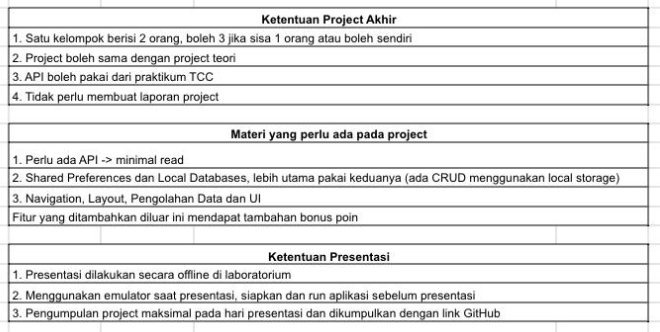 Ketentuan Project Akhir
1. Satu kelompok berisi 2 orang, boleh 3 jika sisa 1 orang atau boleh sendiri
2. Project boleh sama dengan project teori
3. API boleh pakai dari praktikum TCC
4. Tidak perlu membuat laporan project
Materi yang perlu ada pada project
1. Perlu ada API -> minimal read
2. Shared Preferences dan Local Databases, lebih utama pakai keduanya (ada CRUD menggunakan local storage)
3. Navigation, Layout, Pengolahan Data dan UI
Fitur yang ditambahkan diluar ini mendapat tambahan bonus poin
Ketentuan Presentasi
1. Presentasi dilakukan secara offline di laboratorium
2. Menggunakan emulator saat presentasi, siapkan dan run aplikasi sebelum presentasi
3. Pengumpulan project maksimal pada hari presentasi dan dikumpulkan dengan link GitHub